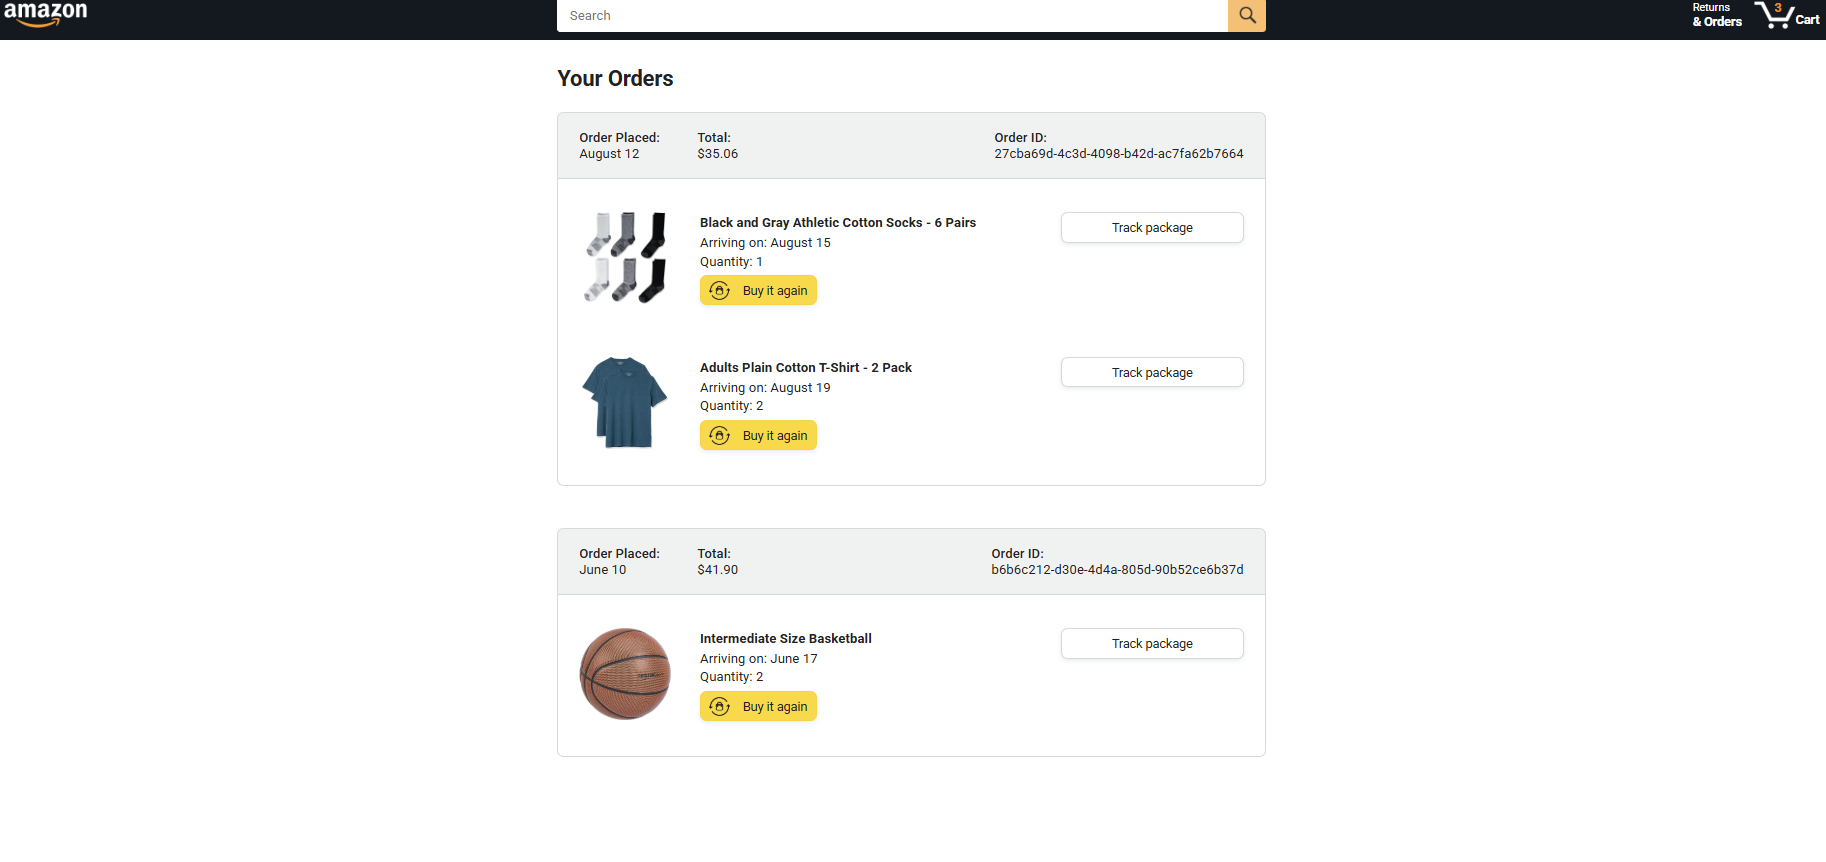 amazon
Search
Returns
& Orders
3
Cart
Your Orders
Order Placed:
August 12
Total:
$35.06
Order ID:
27cba69d-4c3d-4098-b42d-ac7fa62b7664
Black and Gray Athletic Cotton Socks - 6 Pairs
Arriving on: August 15
Quantity: 1
Buy it again
Track package
Adults Plain Cotton T-Shirt - 2 Pack
Arriving on: August 19
Quantity: 2
Buy it again
Track package
Order Placed:
June 10
Total:
$41.90
Order ID:
b6b6c212-d30e-4d4a-805d-90b52ce6b37d
Intermediate Size Basketball
Arriving on: June 17
Quantity: 2
Buy it again
Track package